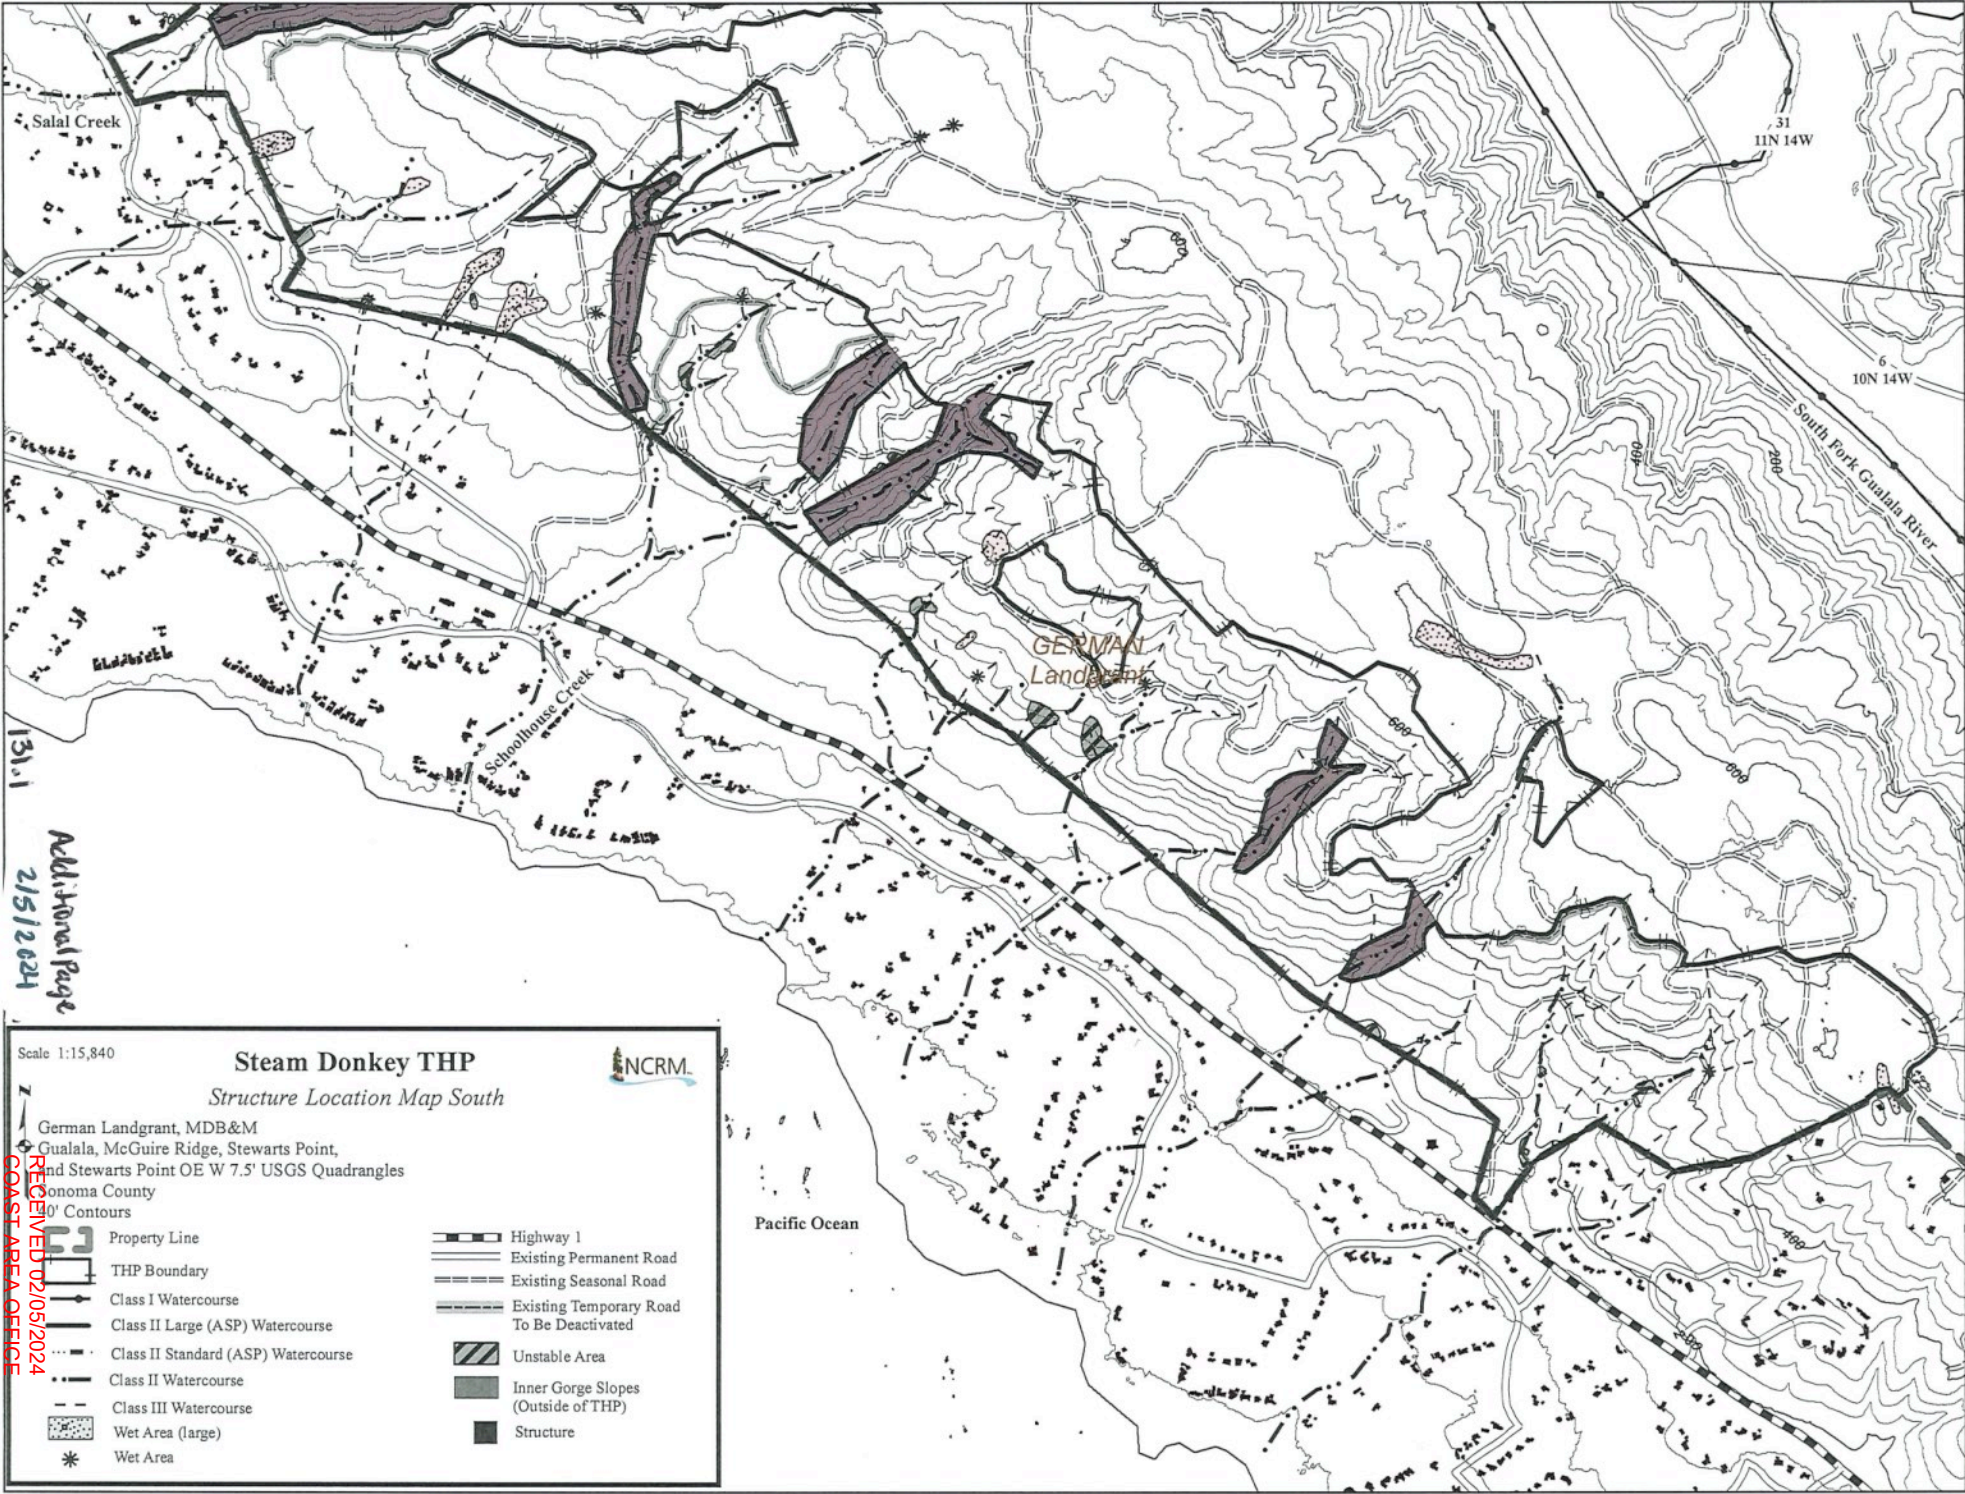 Salal Creek
31
11N 14W
600
6
10N 14W
South Fork Gualala River
400
200
GERMAN
Landgrant
600
600
Schoolhouse Creek
131.1
Additional Page
2/5/2024
Pacific Ocean
400
200
Scale 1:15,840
Steam Donkey THP
NCRM
Structure Location Map South
Z
German Landgrant, MDB&M
Gualala, McGuire Ridge, Stewarts Point,
and Stewarts Point OE W 7.5' USGS Quadrangles
Sonoma County
40' Contours
Property Line
THP Boundary
Class I Watercourse
Class II Large (ASP) Watercourse
Class II Standard (ASP) Watercourse
Class II Watercourse
Class III Watercourse
Wet Area (large)
Wet Area
Highway 1
Existing Permanent Road
Existing Seasonal Road
Existing Temporary Road
To Be Deactivated
Unstable Area
Inner Gorge Slopes
(Outside of THP)
Structure
RECEIVED 02/05/2024
COAST AREA OFFICE